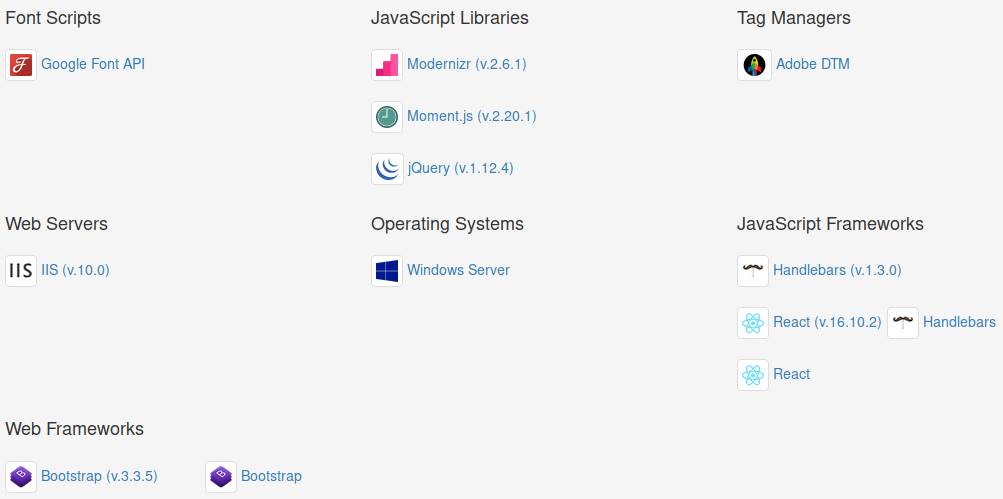 Font Scripts
Google Font API
JavaScript Libraries
Modernizr (v.2.6.1)
Moment.js (v.2.20.1)
jQuery (v.1.12.4)
Tag Managers
Adobe DTM
Web Servers
IIS IIS (v.10.0)
Operating Systems
Windows Server
JavaScript Frameworks
Handlebars (v.1.3.0)
React (v.16.10.2) Handlebars
React
Web Frameworks
Bootstrap (v.3.3.5) Bootstrap